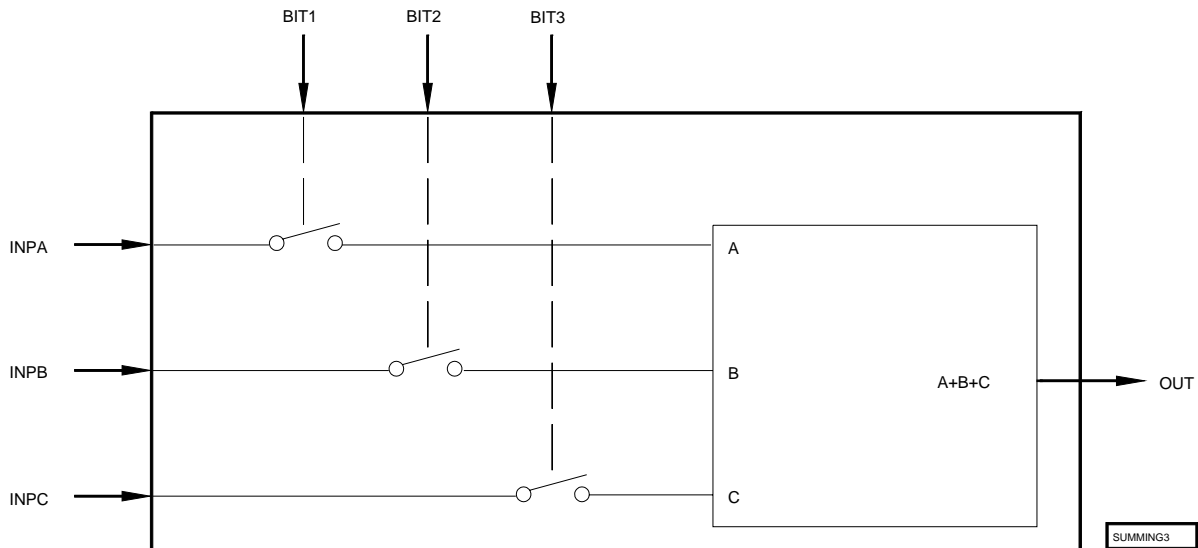 BIT1 BIT2 BIT3
INPA A
INPB B
A+B+C OUT
INPC C
SUMMING3